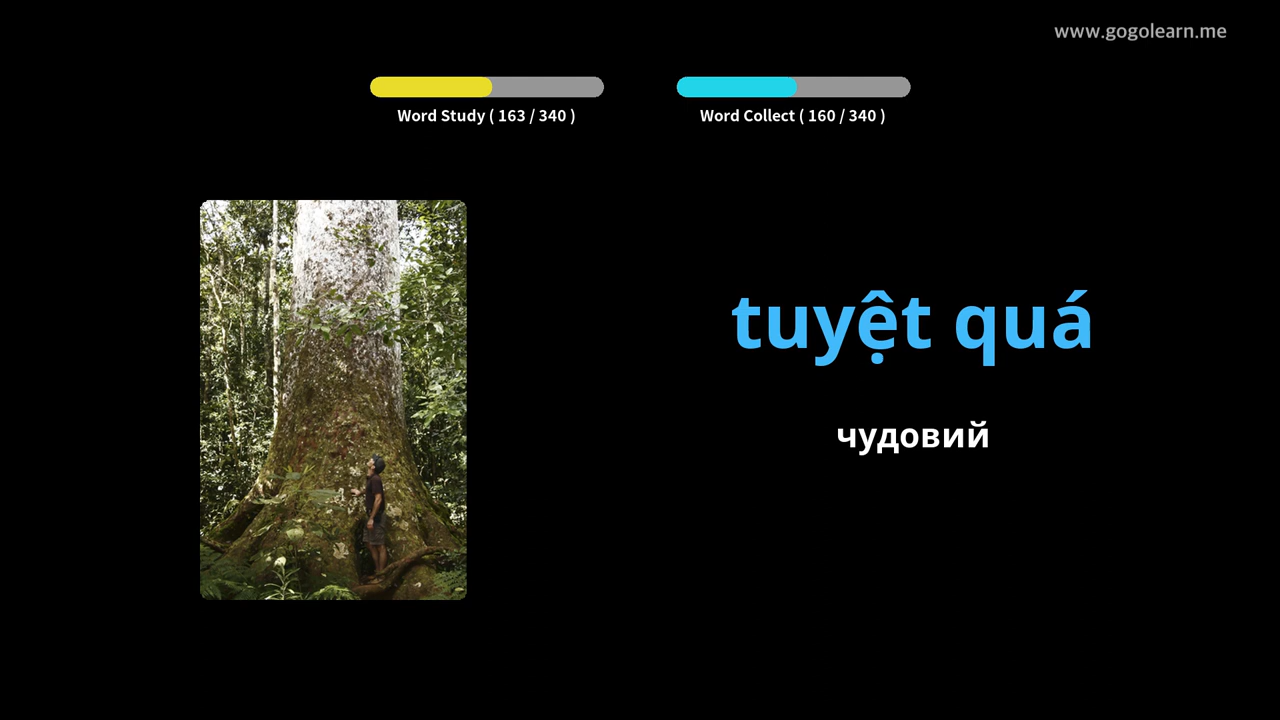 www.gogolearn.me
Word Study ( 163 / 340 )
Word Collect ( 160 / 340 )
tuyệt quá
чудовий